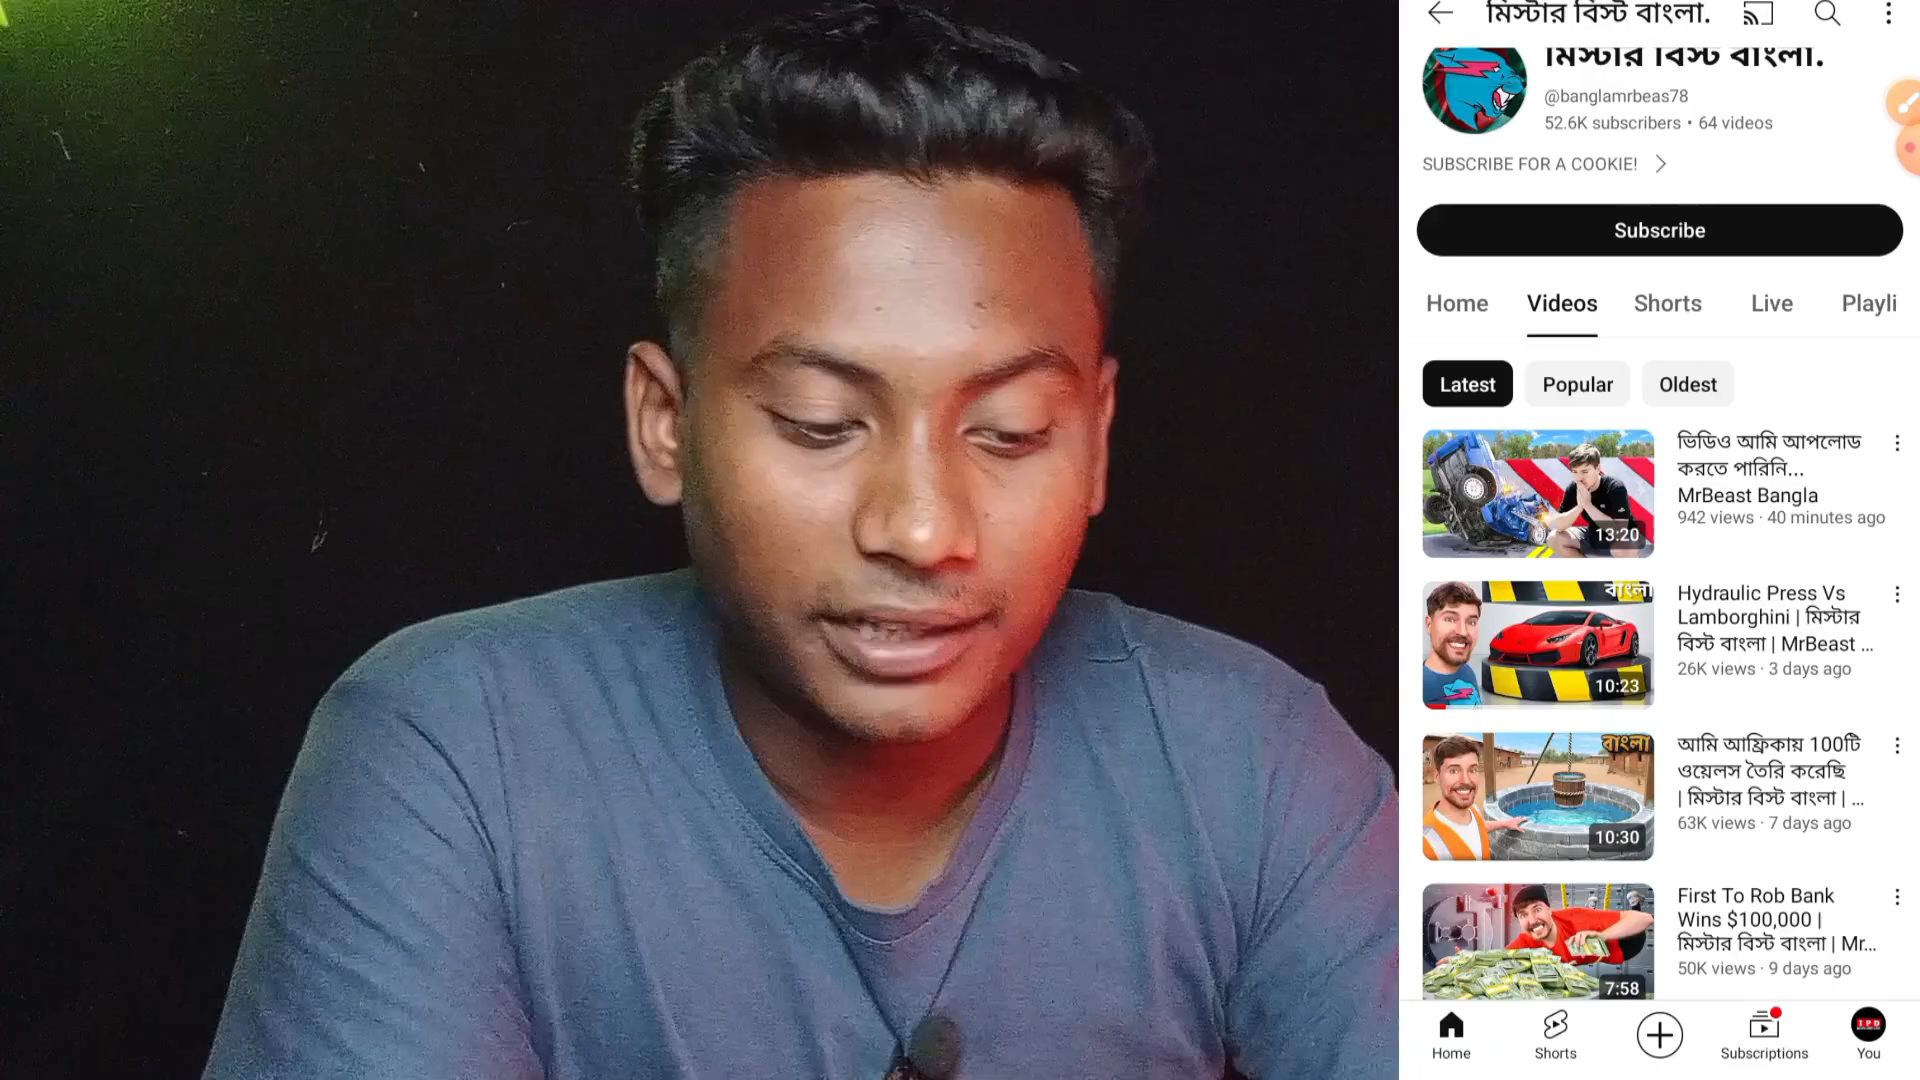 মিস্টার বিস্ট বাংলা.
মিস্টার বিস্ট বাংলা.
@banglamrbeas78
52.6K subscribers • 64 videos
SUBSCRIBE FOR A COOKIE!
Subscribe
Home Videos Shorts Live Playli
Latest Popular Oldest
ভিডিও আমি আপলোড
করতে পারিনি...
MrBeast Bangla
942 views · 40 minutes ago
13:20
বাংলা
Hydraulic Press Vs
Lamborghini | মিস্টার
বিস্ট বাংলা | MrBeast ...
26K views · 3 days ago
10:23
বাংলা
আমি আফ্রিকায় 100টি
ওয়েলস তৈরি করেছি
| মিস্টার বিস্ট বাংলা | ...
63K views · 7 days ago
10:30
First To Rob Bank
Wins $100,000 |
মিস্টার বিস্ট বাংলা | Mr...
50K views · 9 days ago
7:58
Home Shorts Subscriptions You